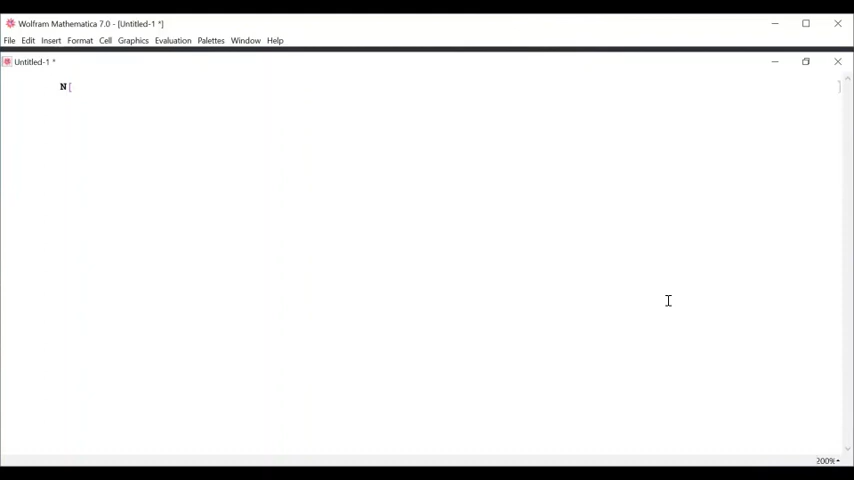 Wolfram Mathematica 7.0 - [Untitled-1 *]
File Edit Insert Format Cell Graphics Evaluation Palettes Window Help
Untitled-1 *
N[
200%